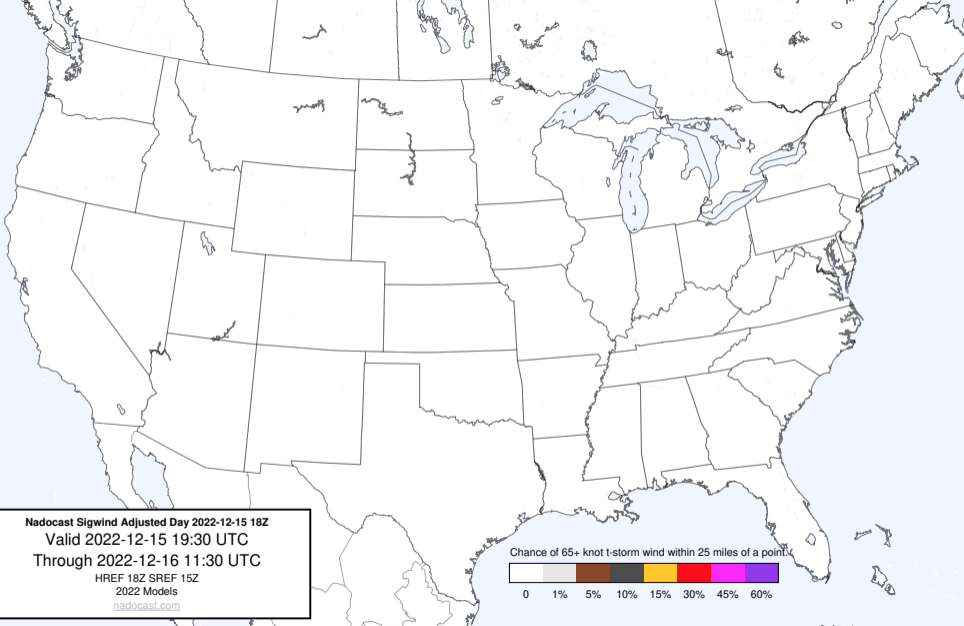 Nadocast Sigwind Adjusted Day 2022-12-15 18Z
Valid 2022-12-15 19:30 UTC
Through 2022-12-16 11:30 UTC
HREF 18Z SREF 15Z
2022 Models
nadocast.com
Chance of 65+ knot t-storm wind within 25 miles of a point.
0 1% 5% 10% 15% 30% 45% 60%